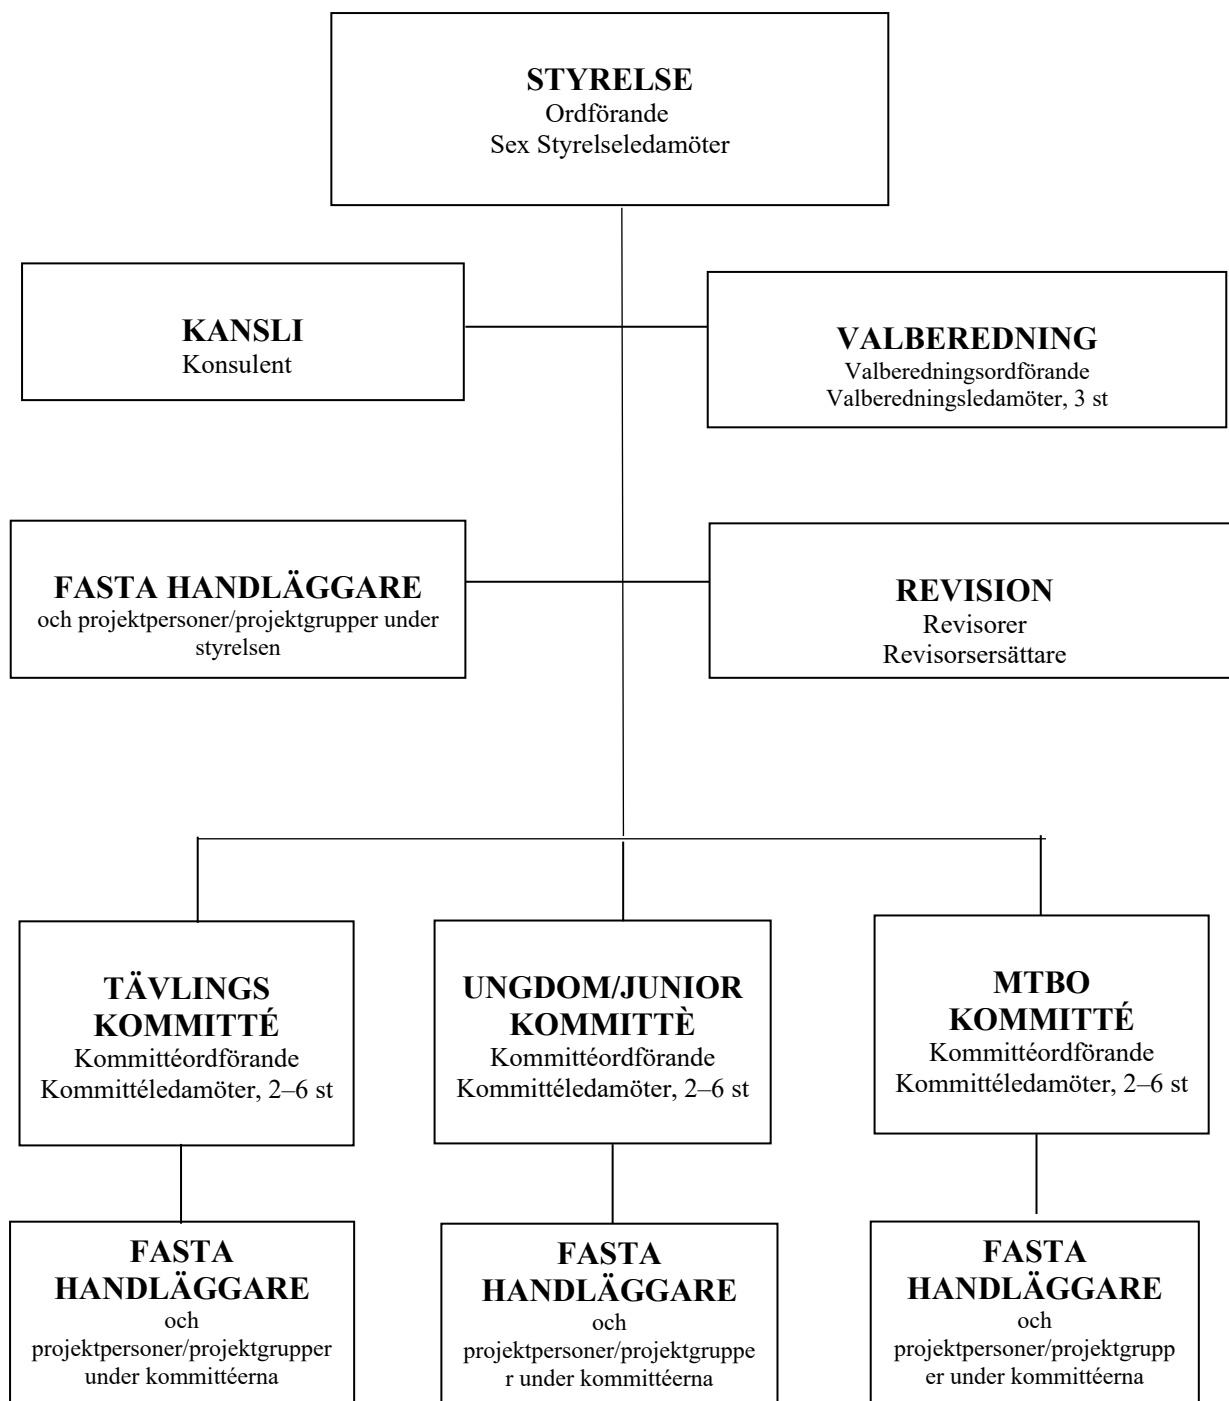 STYRELSE
Ordförande
Sex Styrelseledamöter
KANSLI
Konsulent
VALBEREDNING
Valberedningsordförande
Valberedningsledamöter, 3 st
FASTA HANDLÄGGARE
och projektpersoner/projektgrupper under
styrelsen
REVISION
Revisorer
Revisorsersättare
TÄVLINGS
KOMMITTÉ
Kommittéordförande
Kommittéledamöter, 2–6 st
UNGDOM/JUNIOR
KOMMITTÈ
Kommittéordförande
Kommittéledamöter, 2–6 st
MTBO
KOMMITTÉ
Kommittéordförande
Kommittéledamöter, 2–6 st
FASTA
HANDLÄGGARE
och
projektpersoner/projektgrupper
under kommittéerna
FASTA
HANDLÄGGARE
och
projektpersoner/projektgruppe
r under kommittéerna
FASTA
HANDLÄGGARE
och
projektpersoner/projektgrupp
er under kommittéerna